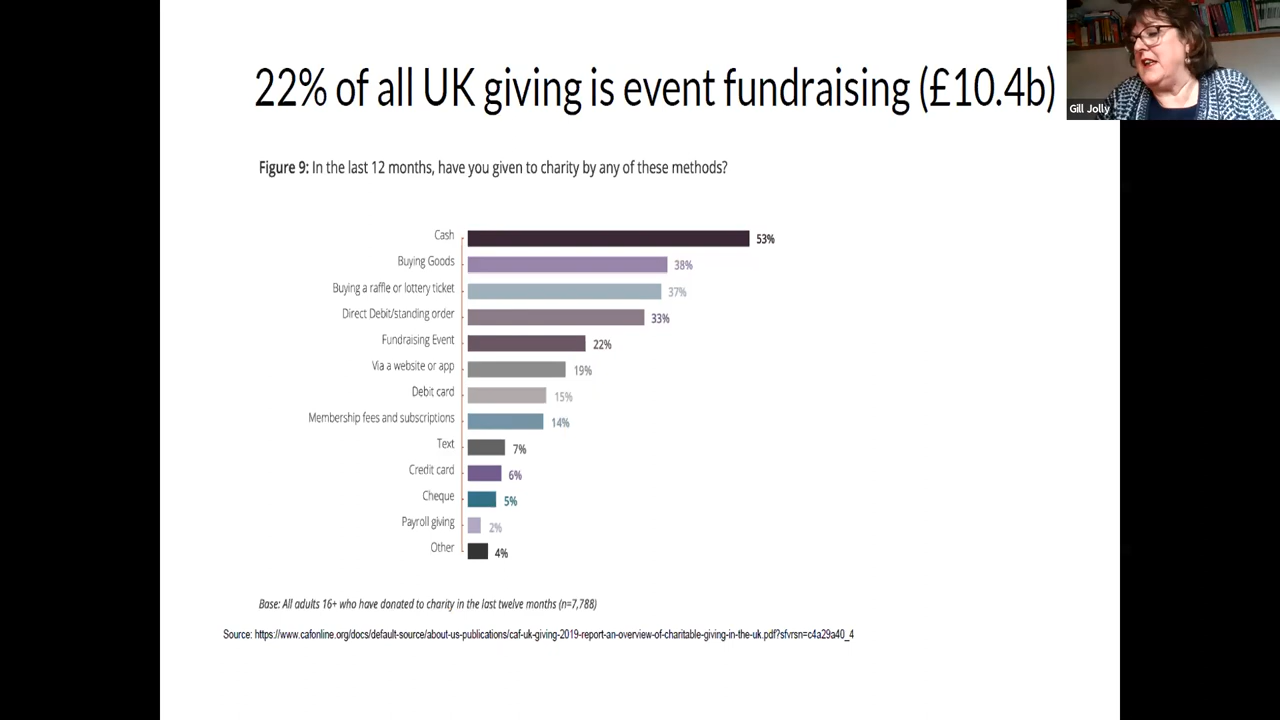 22% of all UK giving is event fundraising (£10.4b)
Gill Jolly
Figure 9: In the last 12 months, have you given to charity by any of these methods?
Cash 53%
Buying Goods 38%
Buying a raffle or lottery ticket 37%
Direct Debit/standing order 33%
Fundraising Event 22%
Via a website or app 19%
Debit card 15%
Membership fees and subscriptions 14%
Text 7%
Credit card 6%
Cheque 5%
Payroll giving 2%
Other 4%
Base: All adults 16+ who have donated to charity in the last twelve months (n=7,788)
Source: https://www.cafonline.org/docs/default-source/about-us-publications/caf-uk-giving-2019-report-an-overview-of-charitable-giving-in-the-uk.pdf?sfvrsn=c4a29a40_4